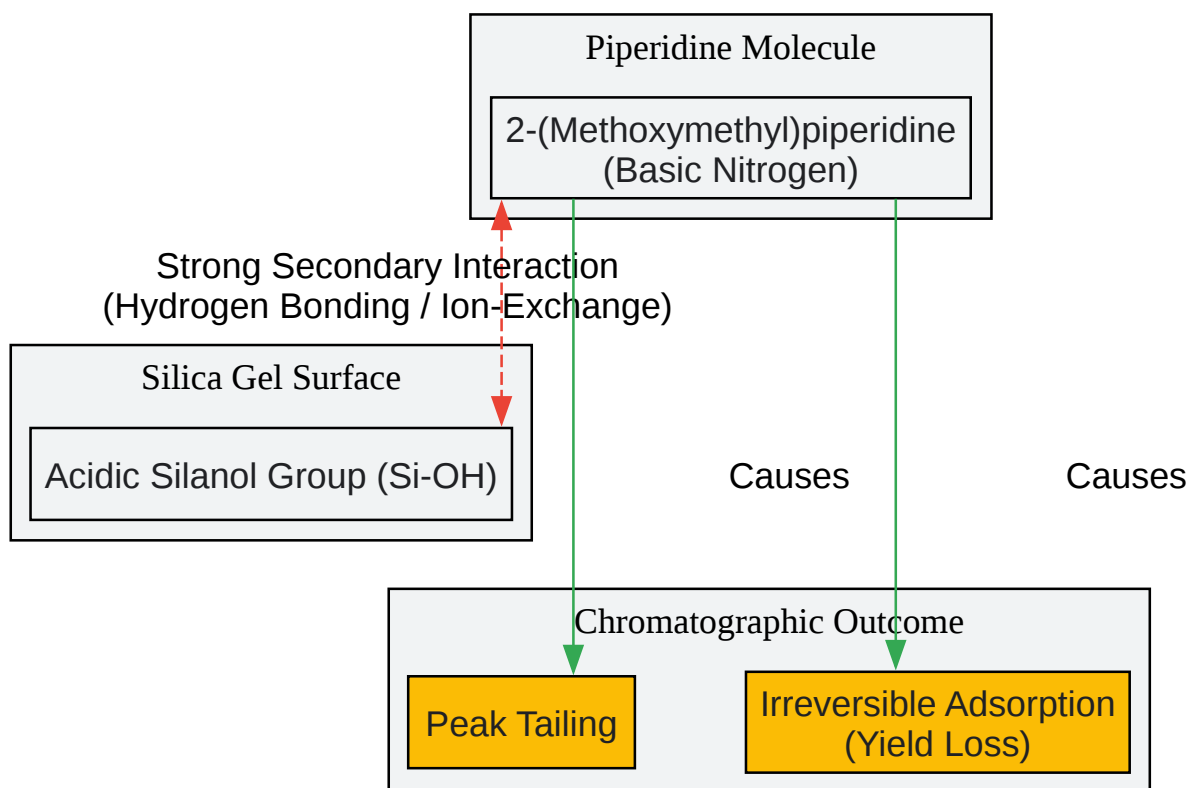 Piperidine Molecule
2-(Methoxymethyl)piperidine
(Basic Nitrogen)
Strong Secondary Interaction
(Hydrogen Bonding / Ion-Exchange)
Silica Gel Surface
Acidic Silanol Group (Si-OH)
Causes
Causes
Chromatographic Outcome
Peak Tailing
Irreversible Adsorption
(Yield Loss)